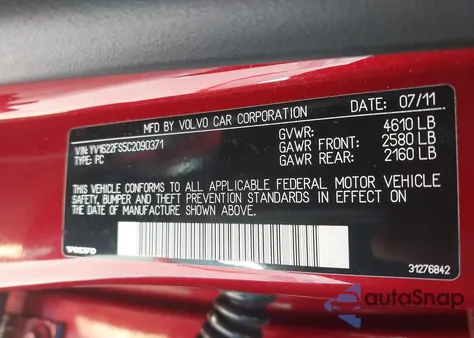 MFD. BY VOLVO CAR CORPORATION DATE: 07/11
VIN: YV1622FS5C2090371
TYPE: PC
GVWR: 4610 LB
GAWR FRONT: 2580 LB
GAWR REAR: 2160 LB
THIS VEHICLE CONFORMS TO ALL APPLICABLE FEDERAL MOTOR VEHICLE
SAFETY, BUMPER AND THEFT PREVENTION STANDARDS IN EFFECT ON
THE DATE OF MANUFACTURE SHOWN ABOVE.
VOLVO
31276842
autoSnap